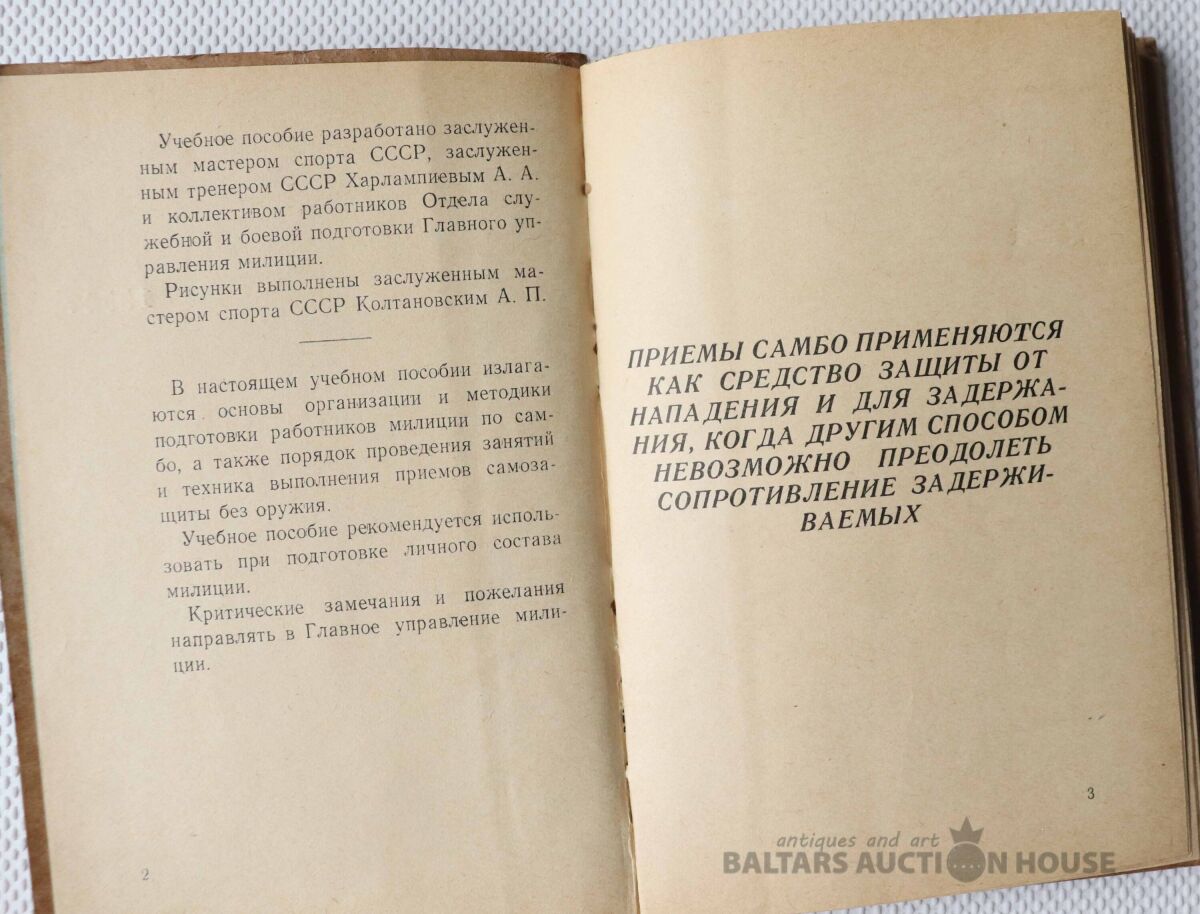 Учебное пособие разработано заслужен-
ным мастером спорта СССР, заслужен-
ным тренером СССР Харлампиевым А. А.
и коллективом работников Отдела слу-
жебной и боевой подготовки Главного уп-
равления милиции.
Рисунки выполнены заслуженным ма-
стером спорта СССР Колтановским А. П.
В настоящем учебном пособии излага-
ются основы организации и методики
подготовки работников милиции по сам-
бо, а также порядок проведения занятий
и техника выполнения приемов самоза-
щиты без оружия.
Учебное пособие рекомендуется исполь-
зовать при подготовке личного состава
милиции.
Критические замечания и пожелания
направлять в Главное управление мили-
ции.
2
ПРИЕМЫ САМБО ПРИМЕНЯЮТСЯ
КАК СРЕДСТВО ЗАЩИТЫ ОТ
НАПАДЕНИЯ И ДЛЯ ЗАДЕРЖА-
НИЯ, КОГДА ДРУГИМ СПОСОБОМ
НЕВОЗМОЖНО ПРЕОДОЛЕТЬ
СОПРОТИВЛЕНИЕ ЗАДЕРЖИ-
ВАЕМЫХ
3
antiques and art
BALTARS AUCTION HOUSE